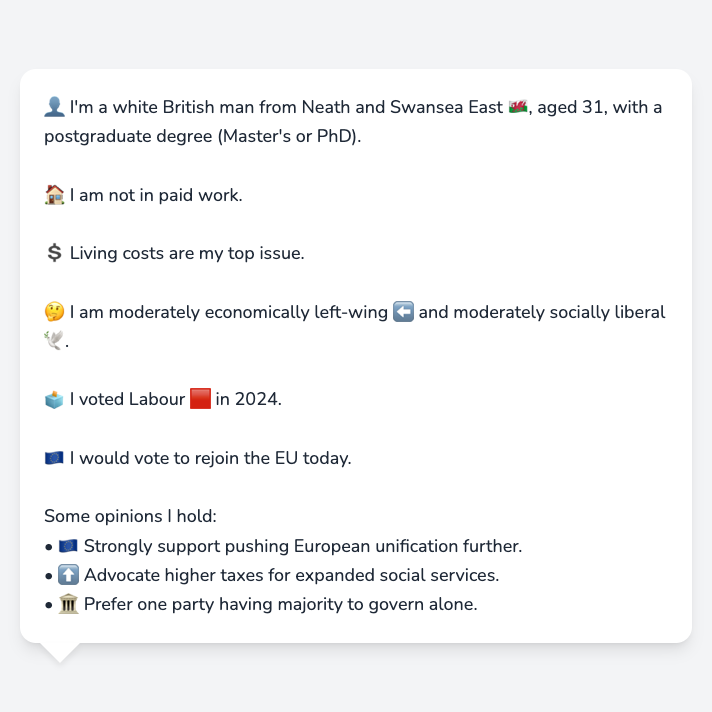 👤 I'm a white British man from Neath and Swansea East 🏴󠁧󠁢󠁷󠁬󠁳󠁿, aged 31, with a
postgraduate degree (Master's or PhD).
🏠 I am not in paid work.
💲 Living costs are my top issue.
🤔 I am moderately economically left-wing ⬅️ and moderately socially liberal
🕊️.
🗳️ I voted Labour 🟥 in 2024.
🇪🇺 I would vote to rejoin the EU today.
Some opinions I hold:
• 🇪🇺 Strongly support pushing European unification further.
• ⬆️ Advocate higher taxes for expanded social services.
• 🏛️ Prefer one party having majority to govern alone.